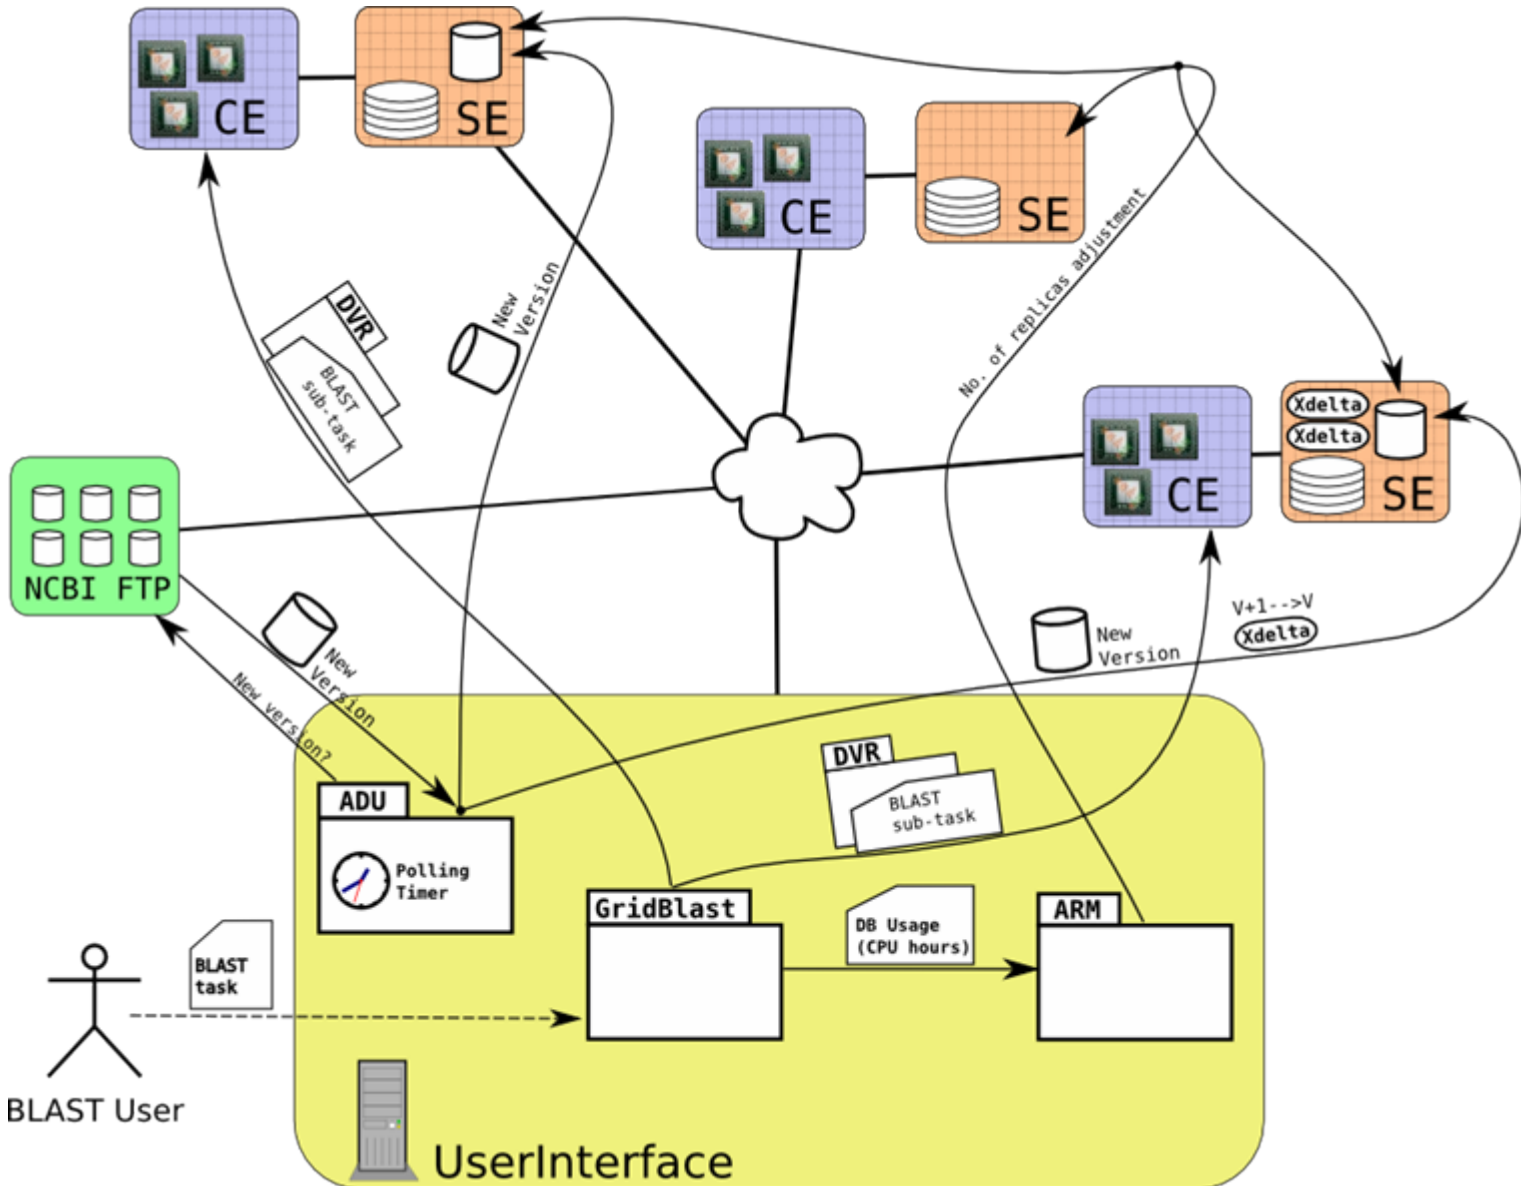 CE
SE
CE
SE
No. of replicas adjustment
DVR
BLAST
sub-task
New
Version
Xdelta
Xdelta
CE
SE
NCBI FTP
New
Version
New version?
V+1-->V
Xdelta
New
Version
DVR
BLAST
sub-task
ADU
Polling
Timer
GridBlast
DB Usage
(CPU hours)
ARM
BLAST
task
BLAST User
UserInterface